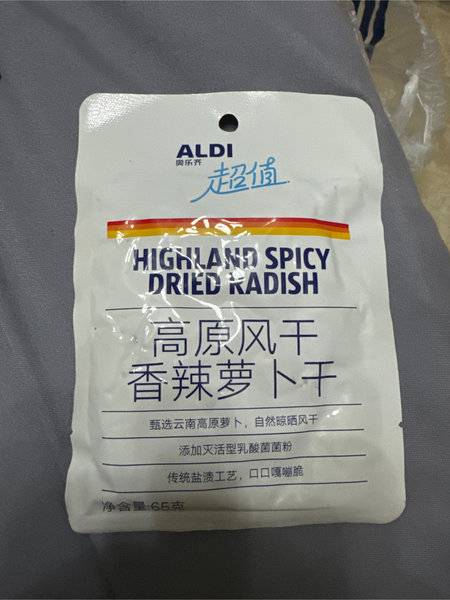 ALDI
奥乐齐
超值
HIGHLAND SPICY
DRIED RADISH
高原风干
香辣萝卜干
甄选云南高原萝卜，自然晾晒风干
添加灭活型乳酸菌菌粉
传统盐渍工艺，口口嘎嘣脆
净含量:65克